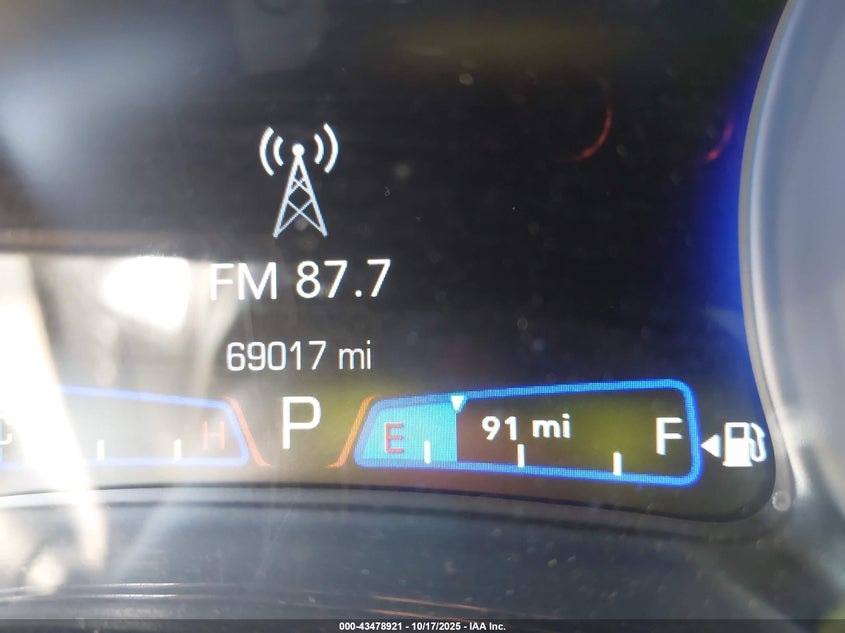 FM 87.7
69017 mi
H P E 91 mi F
000-43478921 - 10/17/2025 - IAA Inc.